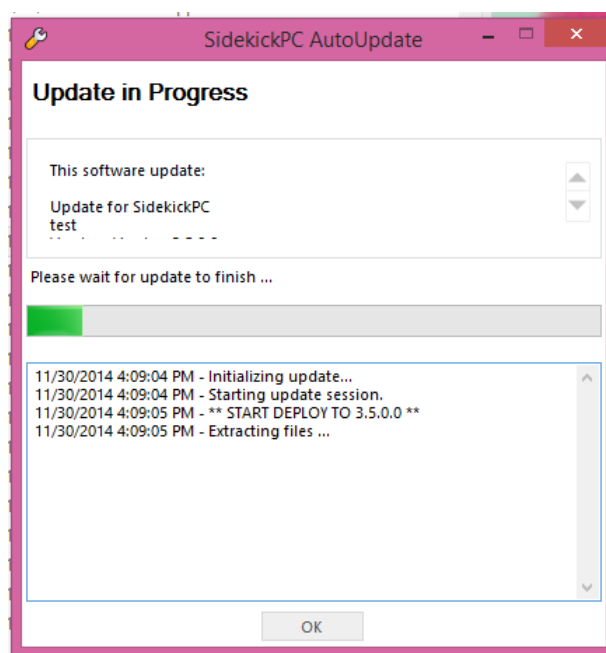 SidekickPC AutoUpdate
Update in Progress
This software update:
Update for SidekickPC
test
Please wait for update to finish ...
11/30/2014 4:09:04 PM - Initializing update...
11/30/2014 4:09:04 PM - Starting update session.
11/30/2014 4:09:05 PM - ** START DEPLOY TO 3.5.0.0 **
11/30/2014 4:09:05 PM - Extracting files ...
OK